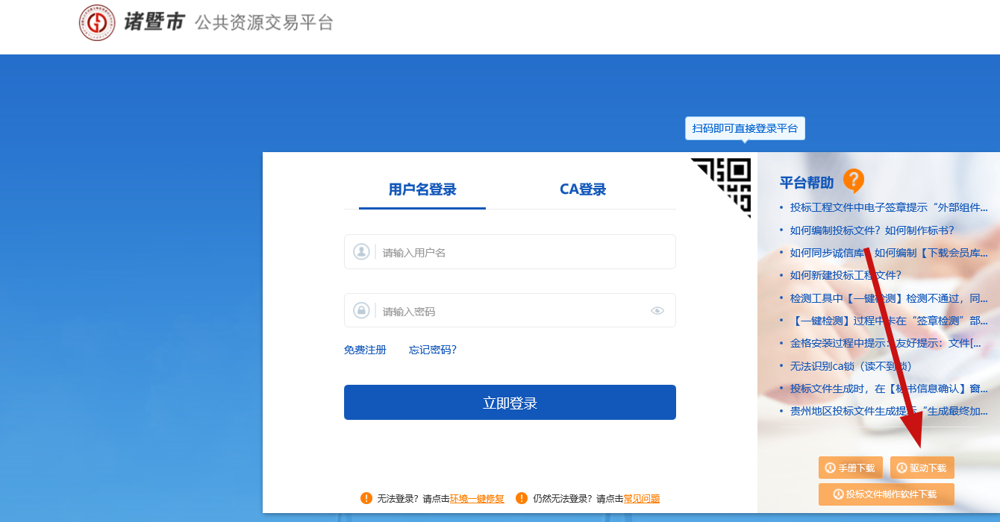 诸暨市 公共资源交易平台
扫码即可直接登录平台
用户名登录
CA登录
请输入用户名
请输入密码
免费注册
忘记密码?
立即登录
无法登录? 请点击环境一键修复
仍然无法登录? 请点击常见问题
平台帮助
投标工程文件中电子签章提示“外部组件...
如何编制投标文件? 如何制作标书?
如何同步诚信库 如何编制【下载会员库...
如何新建投标工程文件?
检测工具中【一键检测】检测不通过，同...
【一键检测】过程中卡在“签章检测”部...
金格安装过程中提示: 友好提示: 文件[...
无法识别ca锁（读不到锁）
投标文件生成时，在【标书信息确认】窗...
贵州地区投标文件生成提示“生成最终加...
手册下载
驱动下载
投标文件制作软件下载